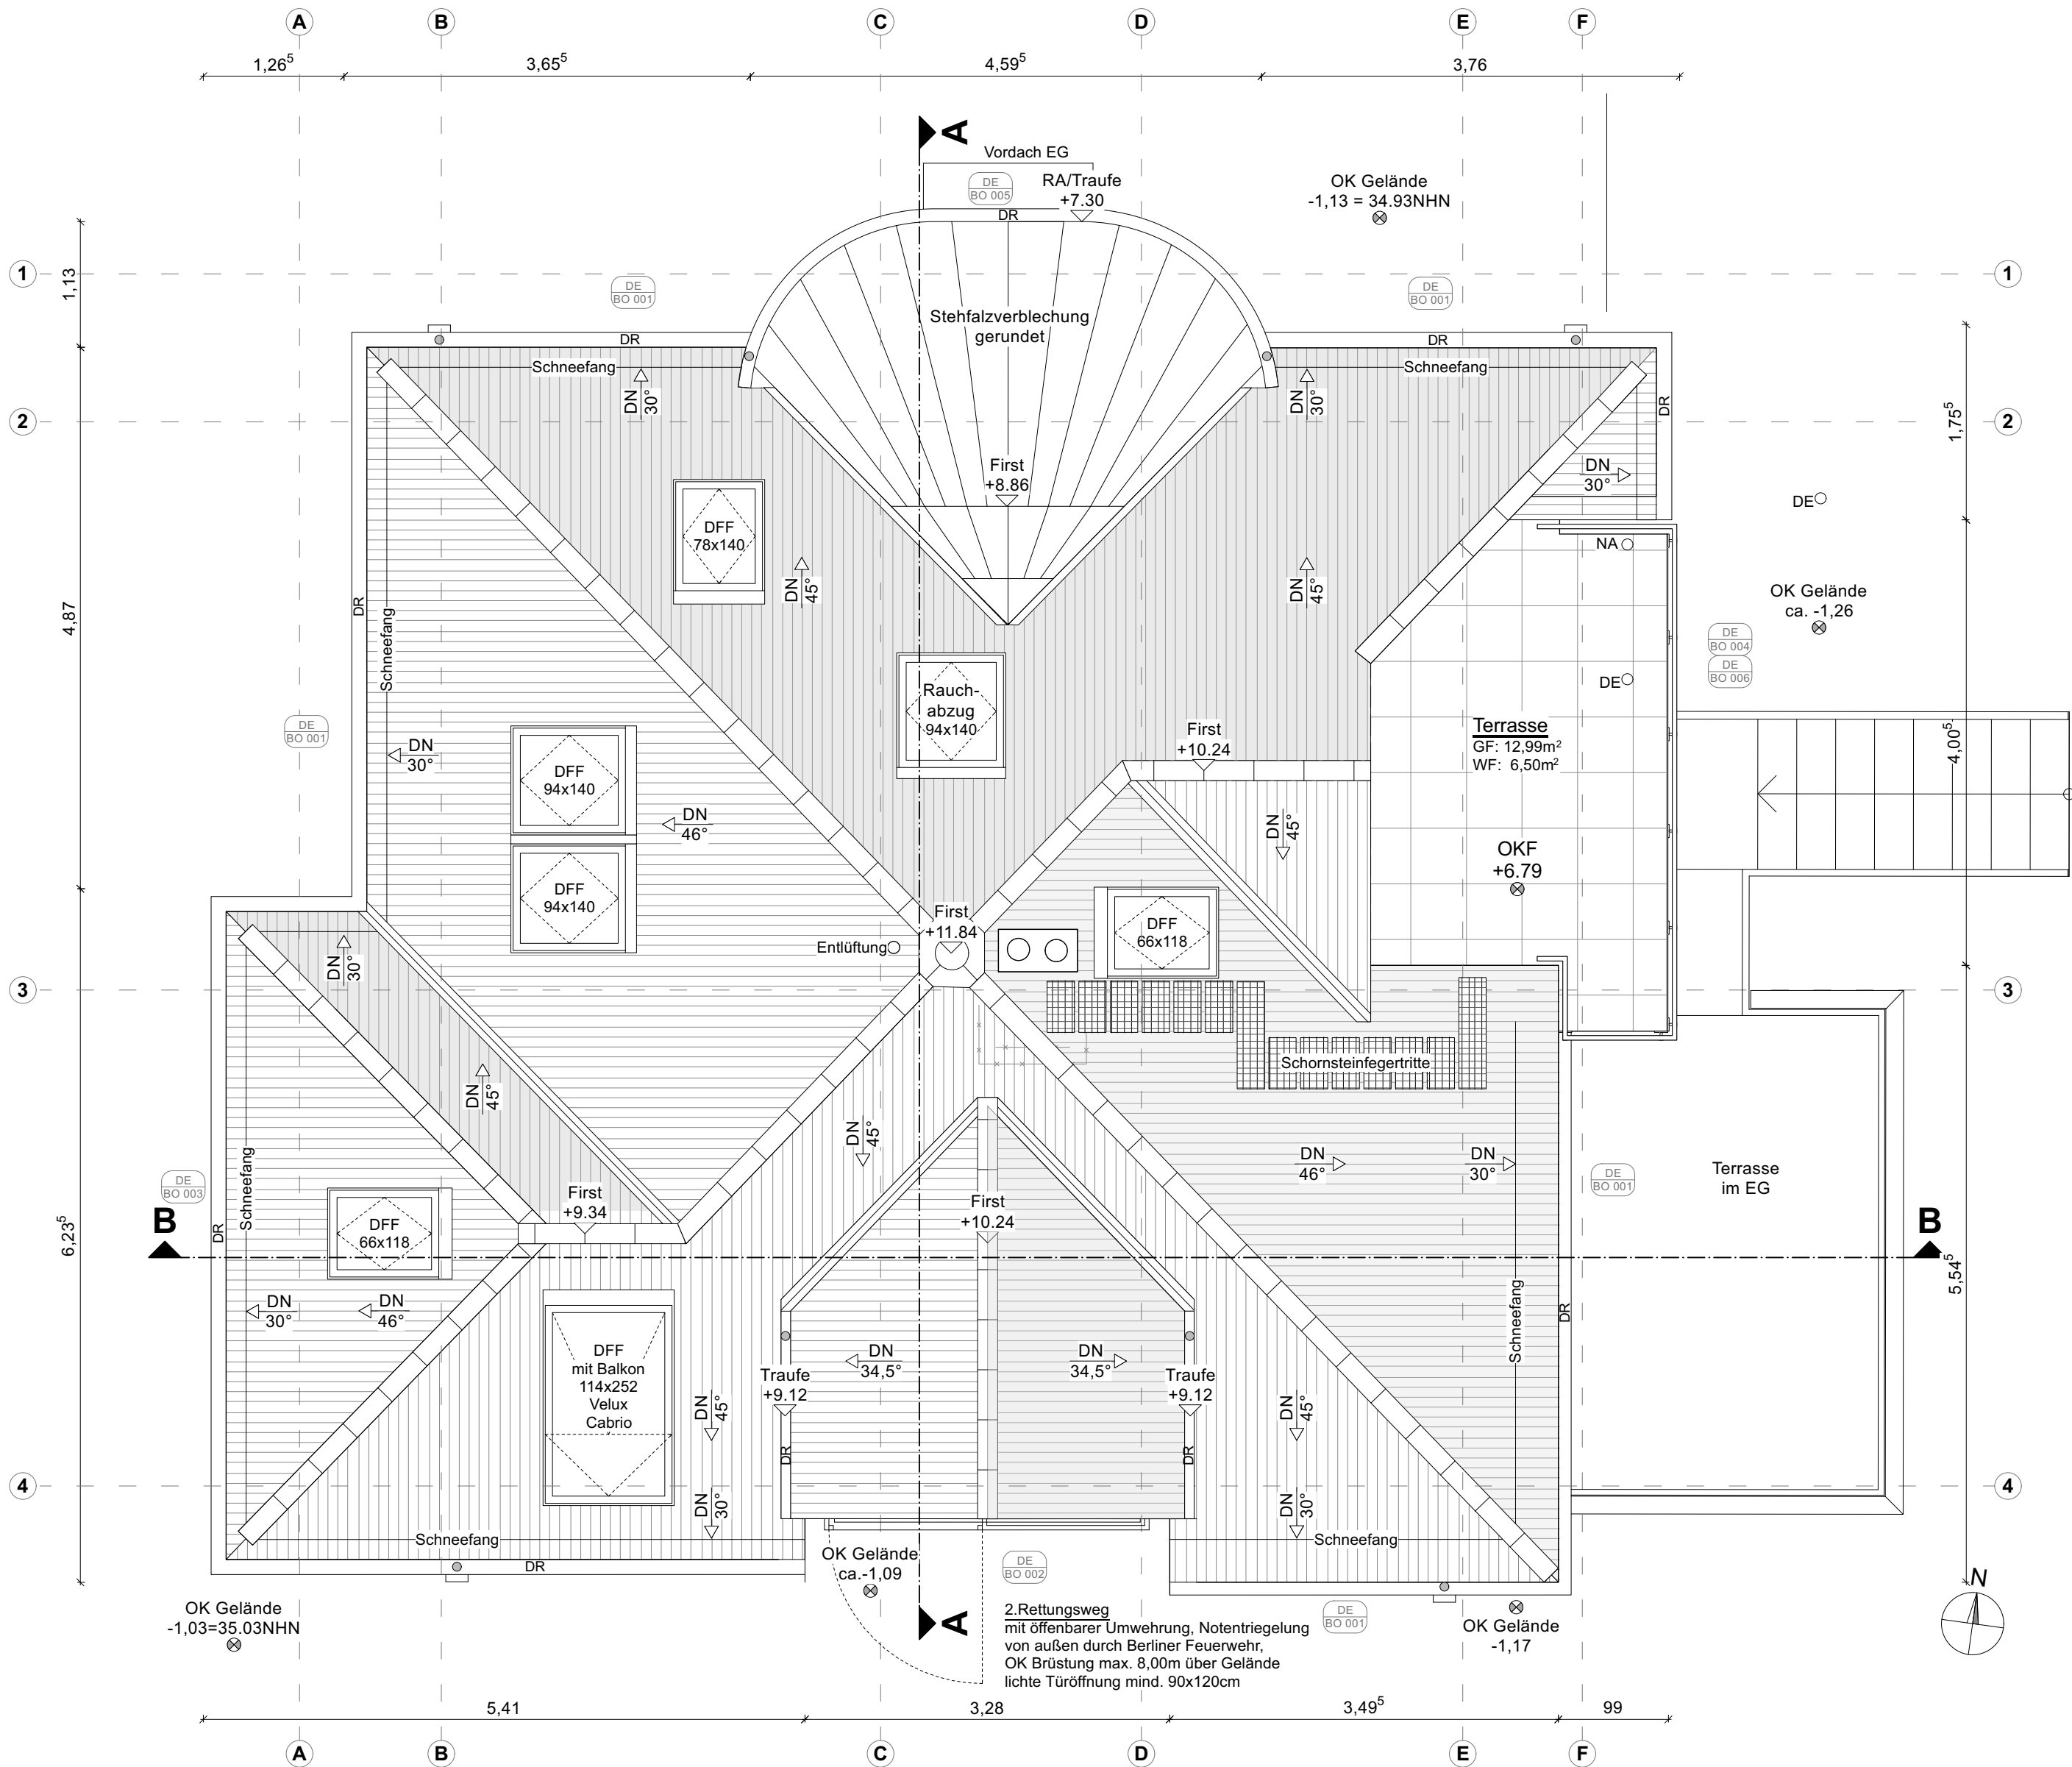 A B C D E F
1,26⁵ 3,65⁵ 4,59⁵ 3,76
A
Vordach EG
DE
BO 005
RA/Traufe
+7.30
DR
OK Gelände
-1,13 = 34.93NHN
1 1
1,13
DE
BO 001
DE
BO 001
Stehfalzverblechung
gerundet
DR DR
Schneefang Schneefang
DN
30°
DN
30°
DR
2 2
1,75⁵
First
+8.86
DN
30°
DE
DFF
78x140
NA
DN
45°
DN
45°
OK Gelände
ca. -1,26
4,87
DR
Schneefang
DE
BO 004
DE
BO 006
DE
Rauch-
abzug
94x140
DE
BO 001
Terrasse
GF: 12,99m²
WF: 6,50m²
First
+10.24
4,00⁵
DN
30°
DFF
94x140
DN
46°
DN
45°
OKF
+6.79
DFF
94x140
First
+11.84
DFF
66x118
Entlüftung
DN
30°
3 3
Schornsteinfegertritte
DN
45°
DN
45°
DN
46°
DN
30°
DE
BO 001
Terrasse
im EG
DE
BO 003
Schneefang
First
+9.34
First
+10.24
B B
6,23⁵
DR
DFF
66x118
5,54⁵
DN
30°
DN
46°
Schneefang
DR
DFF
mit Balkon
114x252
Velux
Cabrio
DN
34,5°
DN
34,5°
Traufe
+9.12
Traufe
+9.12
DN
45°
DN
45°
DR DR
4 4
DN
30°
DN
30°
Schneefang Schneefang
DR
OK Gelände
ca.-1,09
DE
BO 002
OK Gelände
-1,03=35.03NHN
A
2.Rettungsweg
mit öffenbarer Umwehrung, Notentriegelung
von außen durch Berliner Feuerwehr,
OK Brüstung max. 8,00m über Gelände
lichte Türöffnung mind. 90x120cm
DE
BO 001
OK Gelände
-1,17
N
5,41 3,28 3,49⁵ 99
A B C D E F